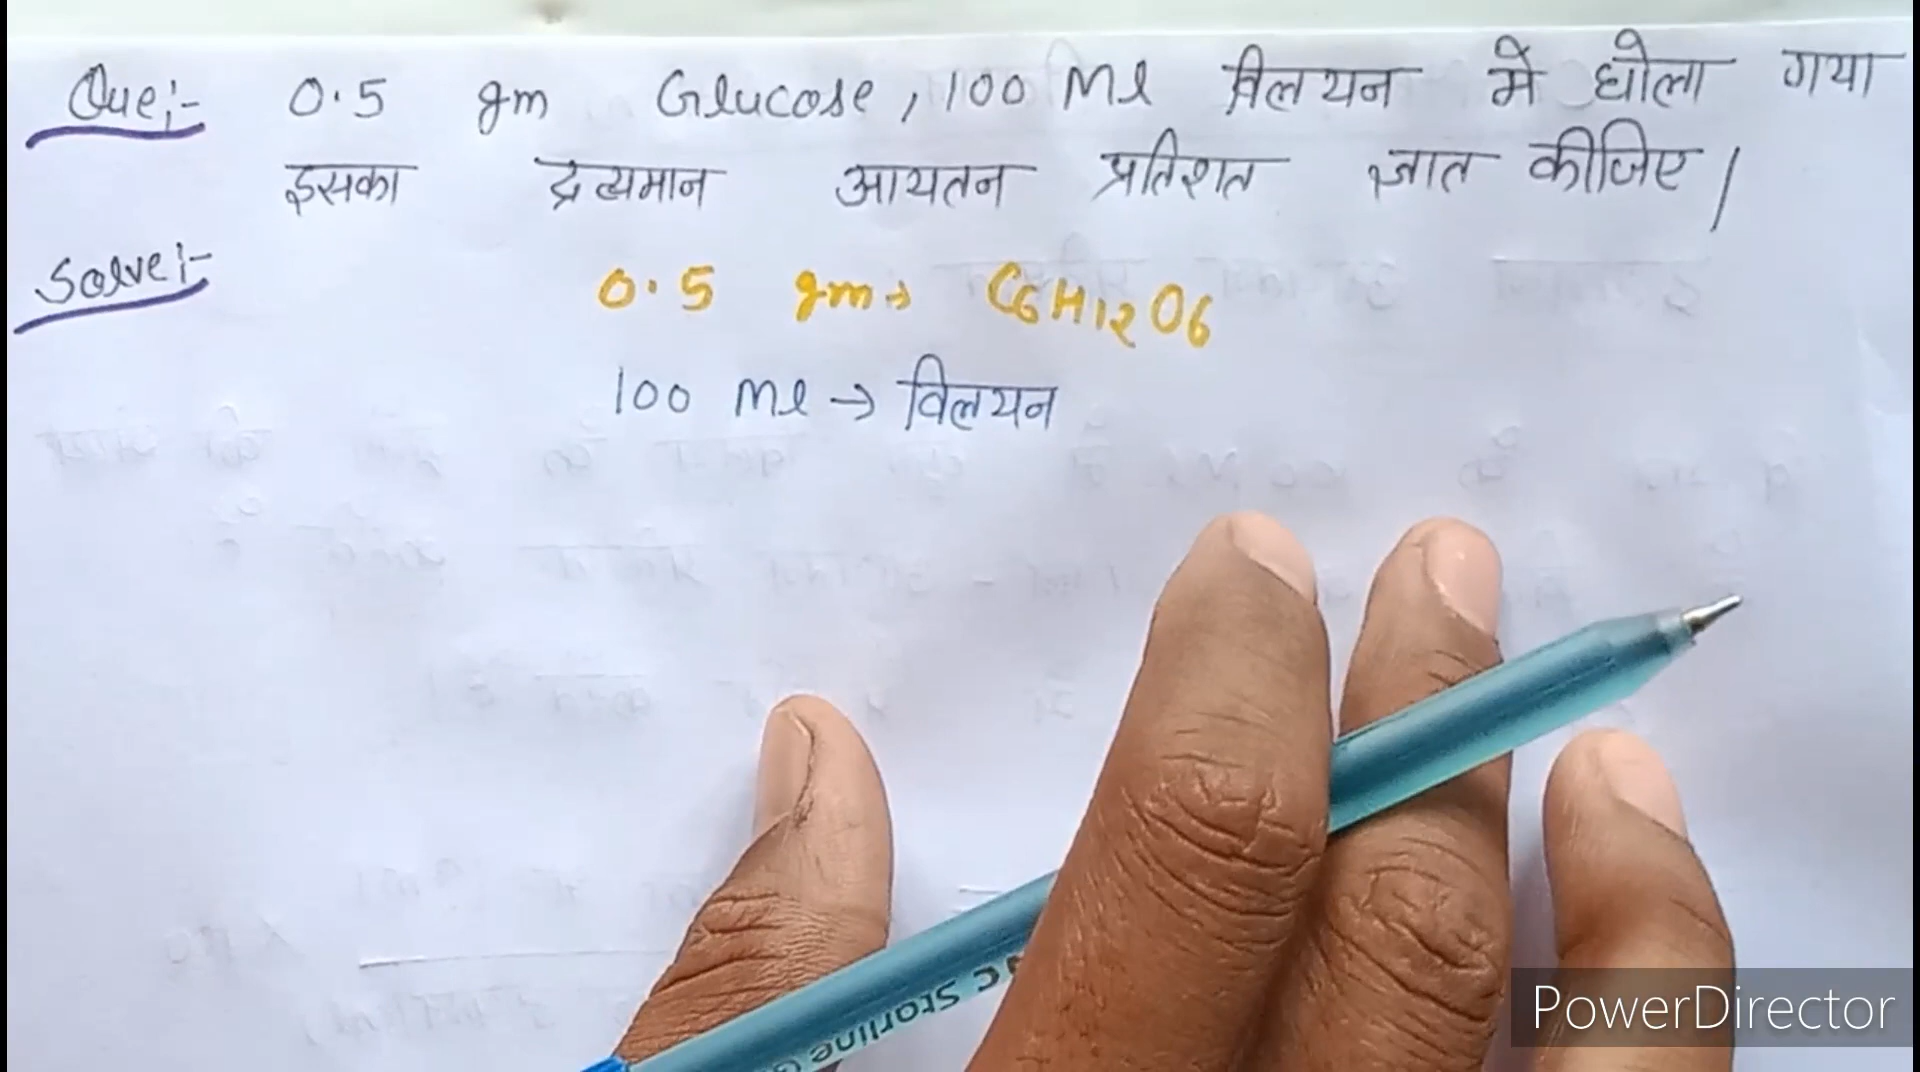 Que:- 0.5 gm Glucose, 100 Ml विलयन मे घोला गया
इसका द्रव्यमान आयतन प्रतिशत ज्ञात कीजिए |
Solve:-
0.5 gm → C6H12O6
100 Ml → विलयन
Starline
PowerDirector